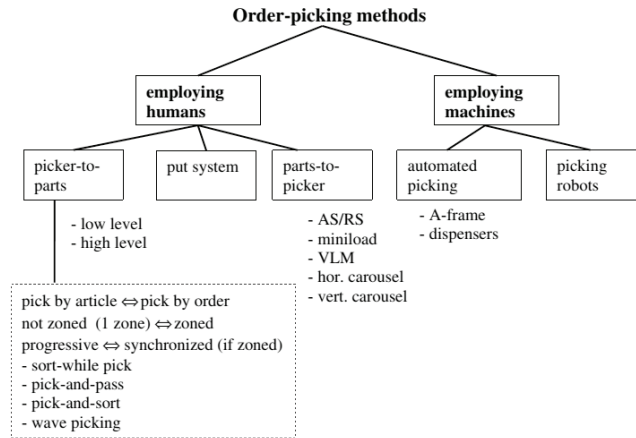 Order-picking methods
employing
humans
employing
machines
picker-to-
parts
put system
parts-to-
picker
automated
picking
picking
robots
- low level
- high level
- AS/RS
- miniload
- VLM
- hor. carousel
- vert. carousel
- A-frame
- dispensers
pick by article ⇔ pick by order
not zoned (1 zone) ⇔ zoned
progressive ⇔ synchronized (if zoned)
- sort-while pick
- pick-and-pass
- pick-and-sort
- wave picking